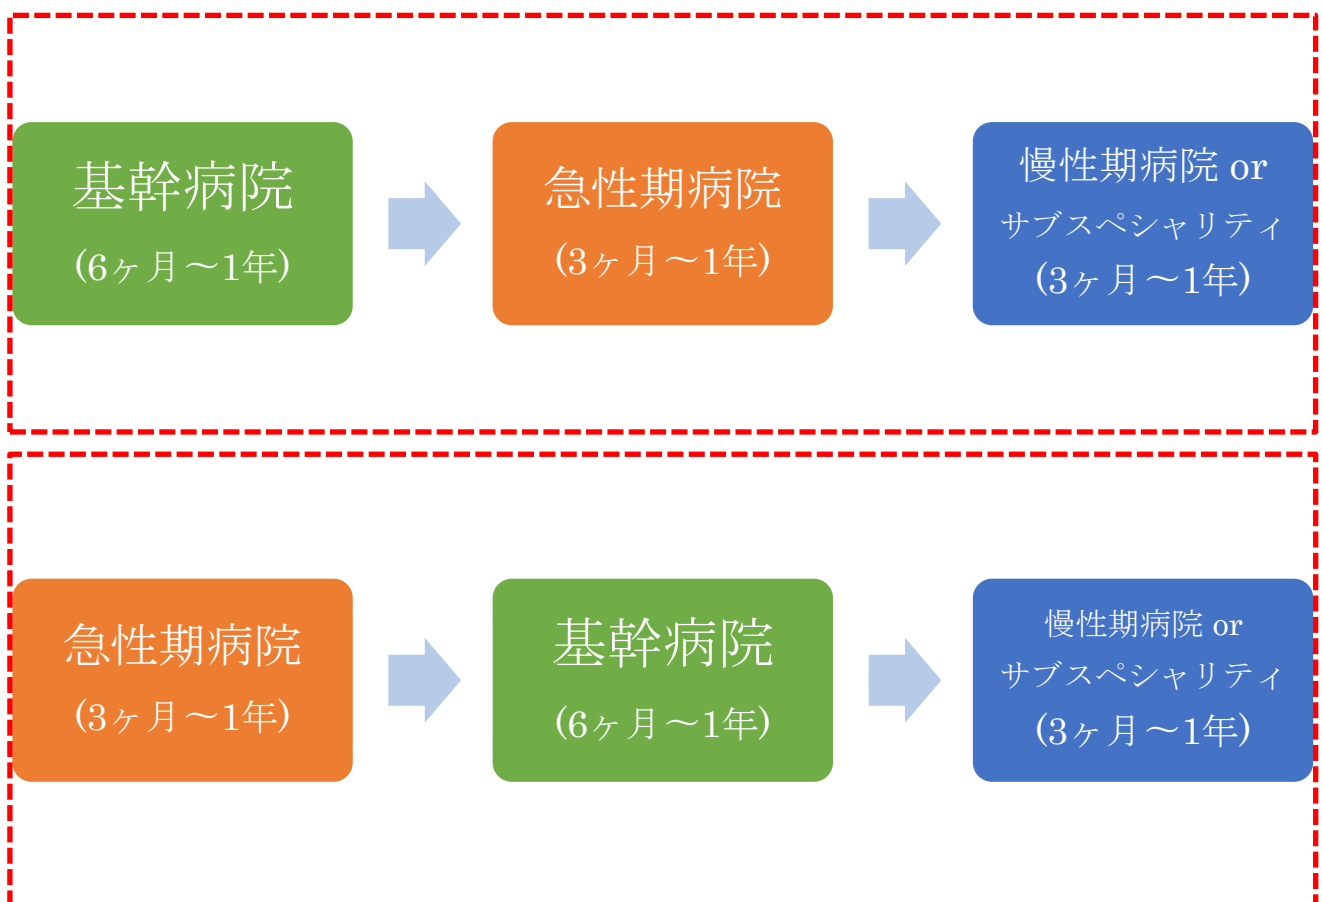 基幹病院
(6ヶ月～1年)
急性期病院
(3ヶ月～1年)
慢性期病院 or
サブスペシャリティ
(3ヶ月～1年)
急性期病院
(3ヶ月～1年)
基幹病院
(6ヶ月～1年)
慢性期病院 or
サブスペシャリティ
(3ヶ月～1年)